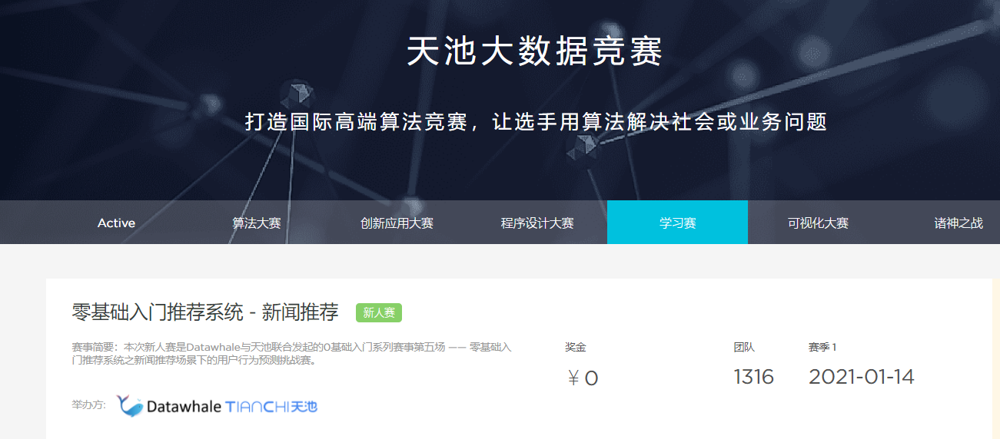 天池大数据竞赛
打造国际高端算法竞赛，让选手用算法解决社会或业务问题
Active 算法大赛 创新应用大赛 程序设计大赛 学习赛 可视化大赛 诸神之战
零基础入门推荐系统 - 新闻推荐 新人赛
赛事简要：本次新人赛是Datawhale与天池联合发起的0基础入门系列赛事第五场 —— 零基础入
门推荐系统之新闻推荐场景下的用户行为预测挑战赛。
奖金 团队 赛季 1
￥0 1316 2021-01-14
举办方: Datawhale TIANCHI天池